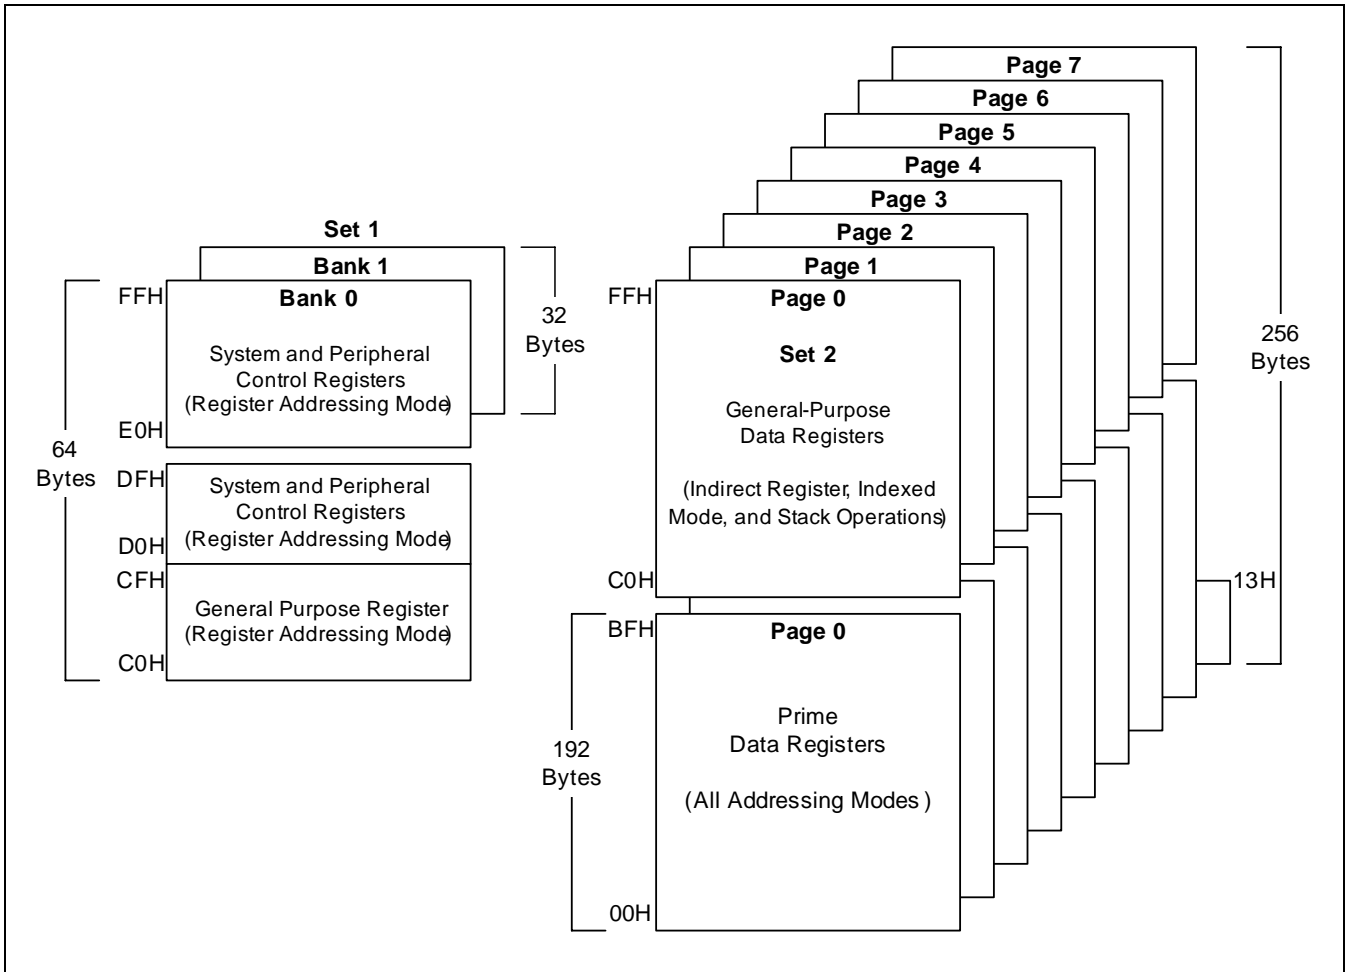 Set 1
Bank 1
Bank 0
FFH
System and Peripheral
Control Registers
(Register Addressing Mode)
E0H
DFH
System and Peripheral
Control Registers
(Register Addressing Mode)
D0H
CFH
General Purpose Register
(Register Addressing Mode)
C0H
64
Bytes
32
Bytes
Page 7
Page 6
Page 5
Page 4
Page 3
Page 2
Page 1
FFH
Page 0
Set 2
General-Purpose
Data Registers
(Indirect Register, Indexed
Mode, and Stack Operations)
C0H
BFH
Page 0
Prime
Data Registers
(All Addressing Modes )
00H
192
Bytes
256
Bytes
13H